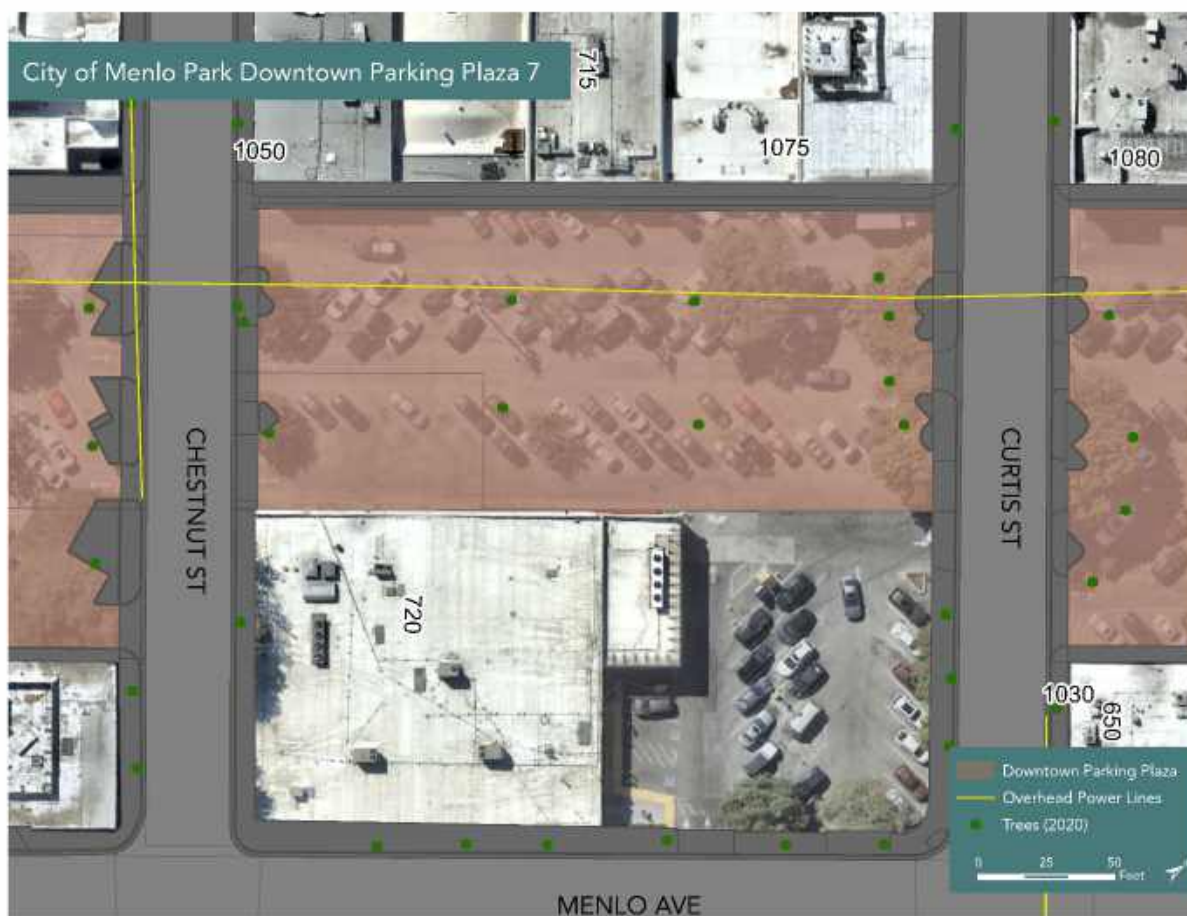 City of Menlo Park Downtown Parking Plaza 7
715
1050
1075
1080
CHESTNUT ST
CURTIS ST
720
1030
650
Downtown Parking Plaza
Overhead Power Lines
Trees (2020)
0 25 50
Feet
MENLO AVE